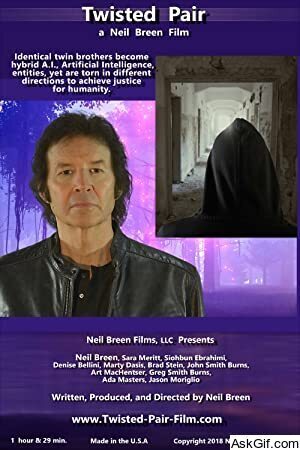 Twisted Pair
a Neil Breen Film
Identical twin brothers become
hybrid A.I., Artificial Intelligence,
entities, yet are torn in different
directions to achieve justice
for humanity.
Neil Breen Films, LLC Presents
Neil Breen, Sara Meritt, Siohbun Ebrahimi,
Denise Bellini, Marty Dasis, Brad Stein, John Smith Burns,
Art MacHentser, Greg Smith Burns,
Ada Masters, Jason Moriglio
Written, Produced, and Directed by Neil Breen
www.Twisted-Pair-Film.com
1 hour & 29 min. Made in the U.S.A Copyright 2018
AskGif.com